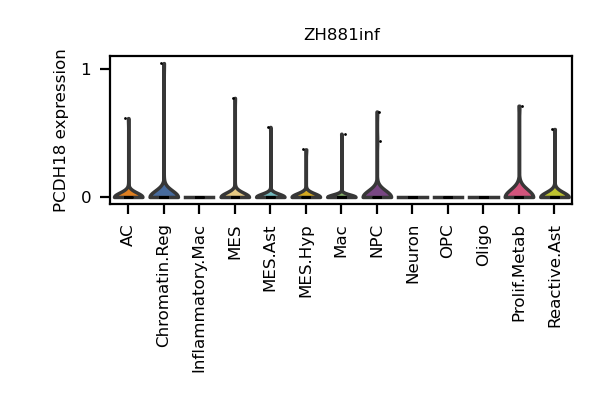 ZH881inf
PCDH18 expression
1
0
AC
Chromatin.Reg
Inflammatory.Mac
MES
MES.Ast
MES.Hyp
Mac
NPC
Neuron
OPC
Oligo
Prolif.Metab
Reactive.Ast